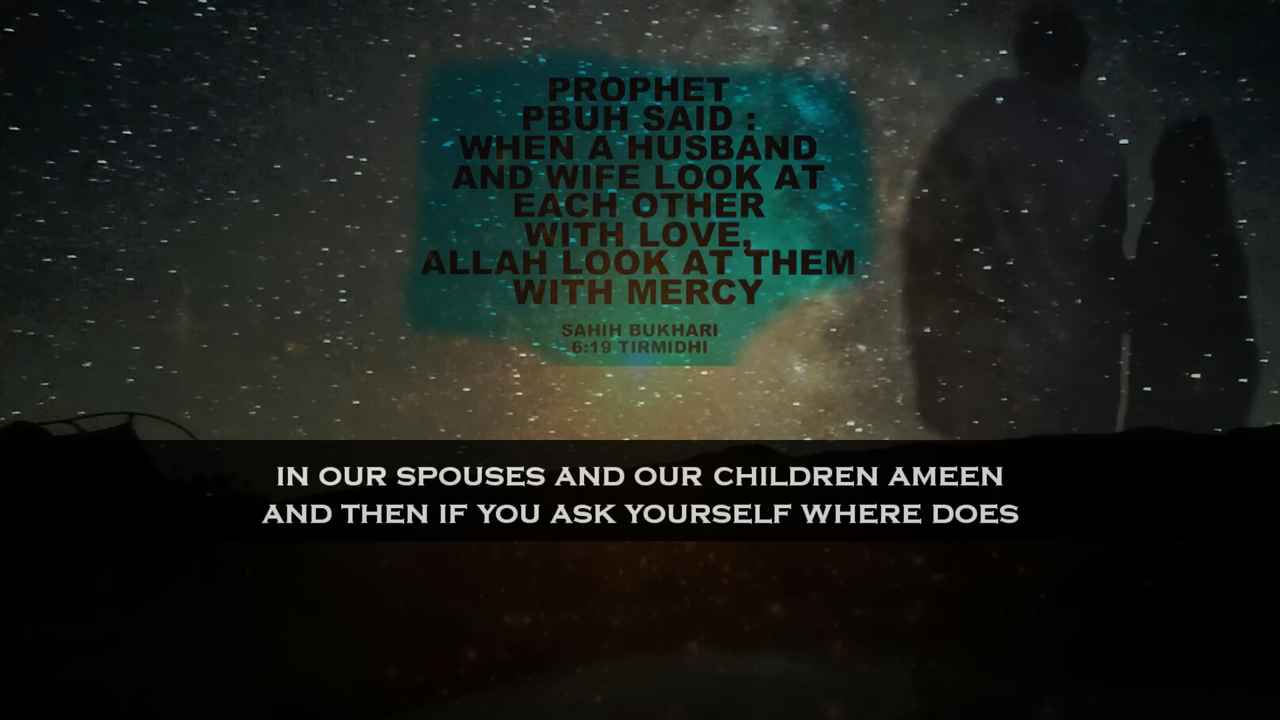 PROPHET
PBUH SAID :
WHEN A HUSBAND
AND WIFE LOOK AT
EACH OTHER
WITH LOVE,
ALLAH LOOK AT THEM
WITH MERCY
SAHIH BUKHARI
6:19 TIRMIDHI
IN OUR SPOUSES AND OUR CHILDREN AMEEN
AND THEN IF YOU ASK YOURSELF WHERE DOES